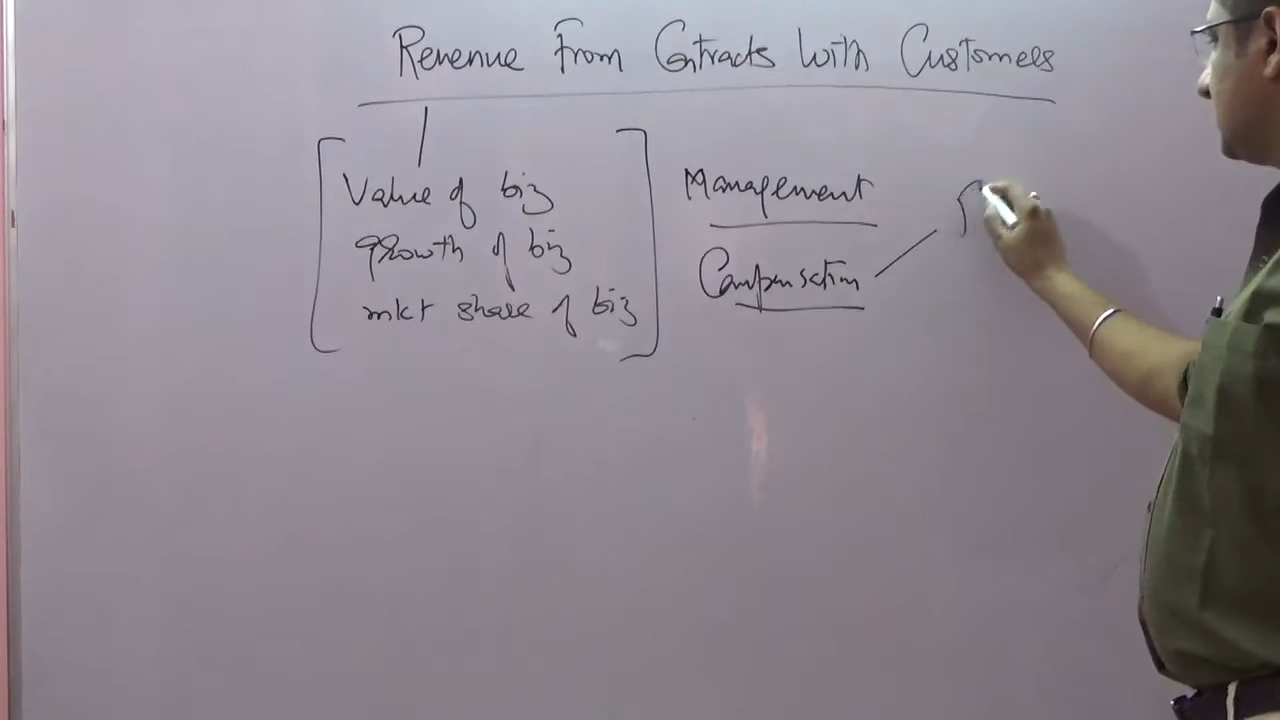 Revenue From Contracts With Customers
Value of biz
growth of biz
mkt share of biz
Management
Compensation